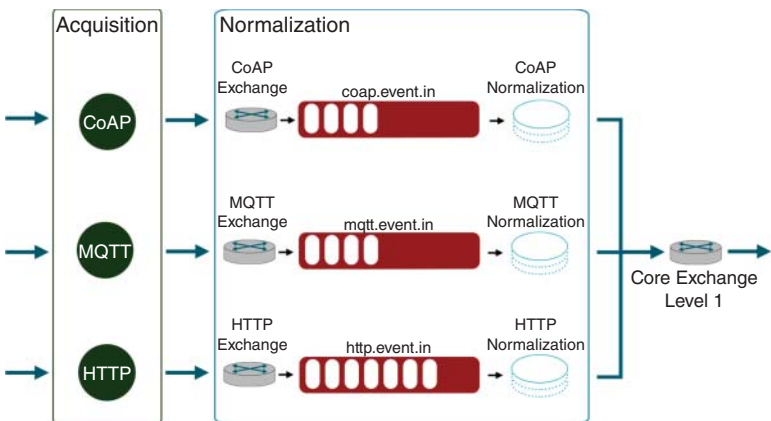 Acquisition
Normalization
CoAP
Exchange
coap.event.in
CoAP
Normalization
CoAP
MQTT
Exchange
mqtt.event.in
MQTT
Normalization
MQTT
Core Exchange
Level 1
HTTP
Exchange
http.event.in
HTTP
Normalization
HTTP